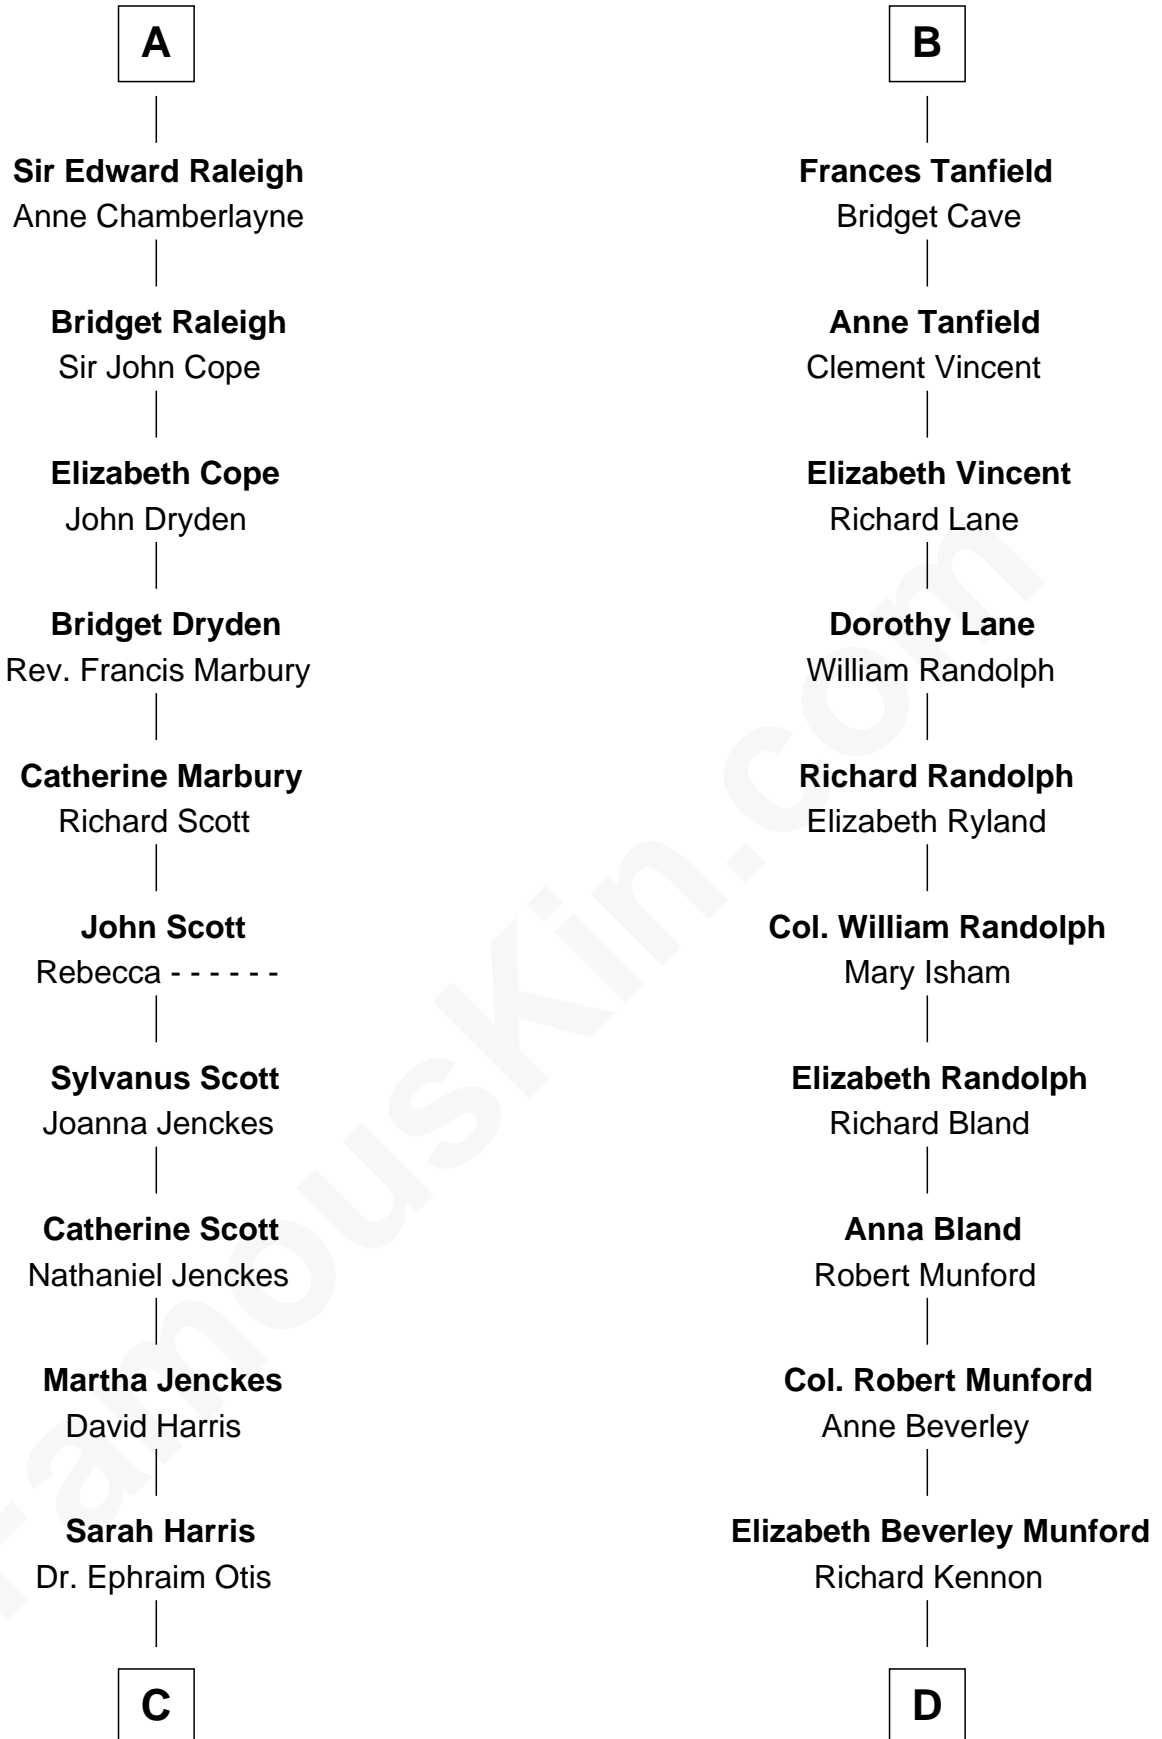 A
Sir Edward Raleigh
Anne Chamberlayne
Bridget Raleigh
Sir John Cope
Elizabeth Cope
John Dryden
Bridget Dryden
Rev. Francis Marbury
Catherine Marbury
Richard Scott
John Scott
Rebecca - - - - - -
Sylvanus Scott
Joanna Jenckes
Catherine Scott
Nathaniel Jenckes
Martha Jenckes
David Harris
Sarah Harris
Dr. Ephraim Otis
C
B
Frances Tanfield
Bridget Cave
Anne Tanfield
Clement Vincent
Elizabeth Vincent
Richard Lane
Dorothy Lane
William Randolph
Richard Randolph
Elizabeth Ryland
Col. William Randolph
Mary Isham
Elizabeth Randolph
Richard Bland
Anna Bland
Robert Munford
Col. Robert Munford
Anne Beverley
Elizabeth Beverley Munford
Richard Kennon
D
FamousKin.com